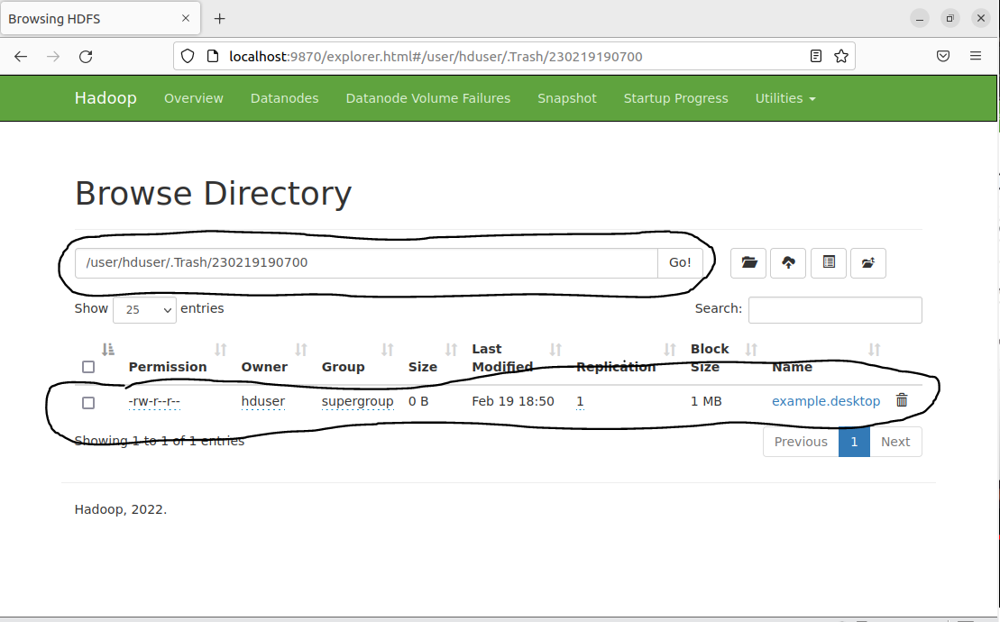 Browsing HDFS
localhost:9870/explorer.html#/user/hduser/.Trash/230219190700
Hadoop Overview Datanodes Datanode Volume Failures Snapshot Startup Progress Utilities
Browse Directory
/user/hduser/.Trash/230219190700 Go!
Show 25 entries Search:
Permission Owner Group Size Last Modified Replication Block Size Name
-rw-r--r-- hduser supergroup 0 B Feb 19 18:50 1 1 MB example.desktop
Showing 1 to 1 of 1 entries Previous 1 Next
Hadoop, 2022.